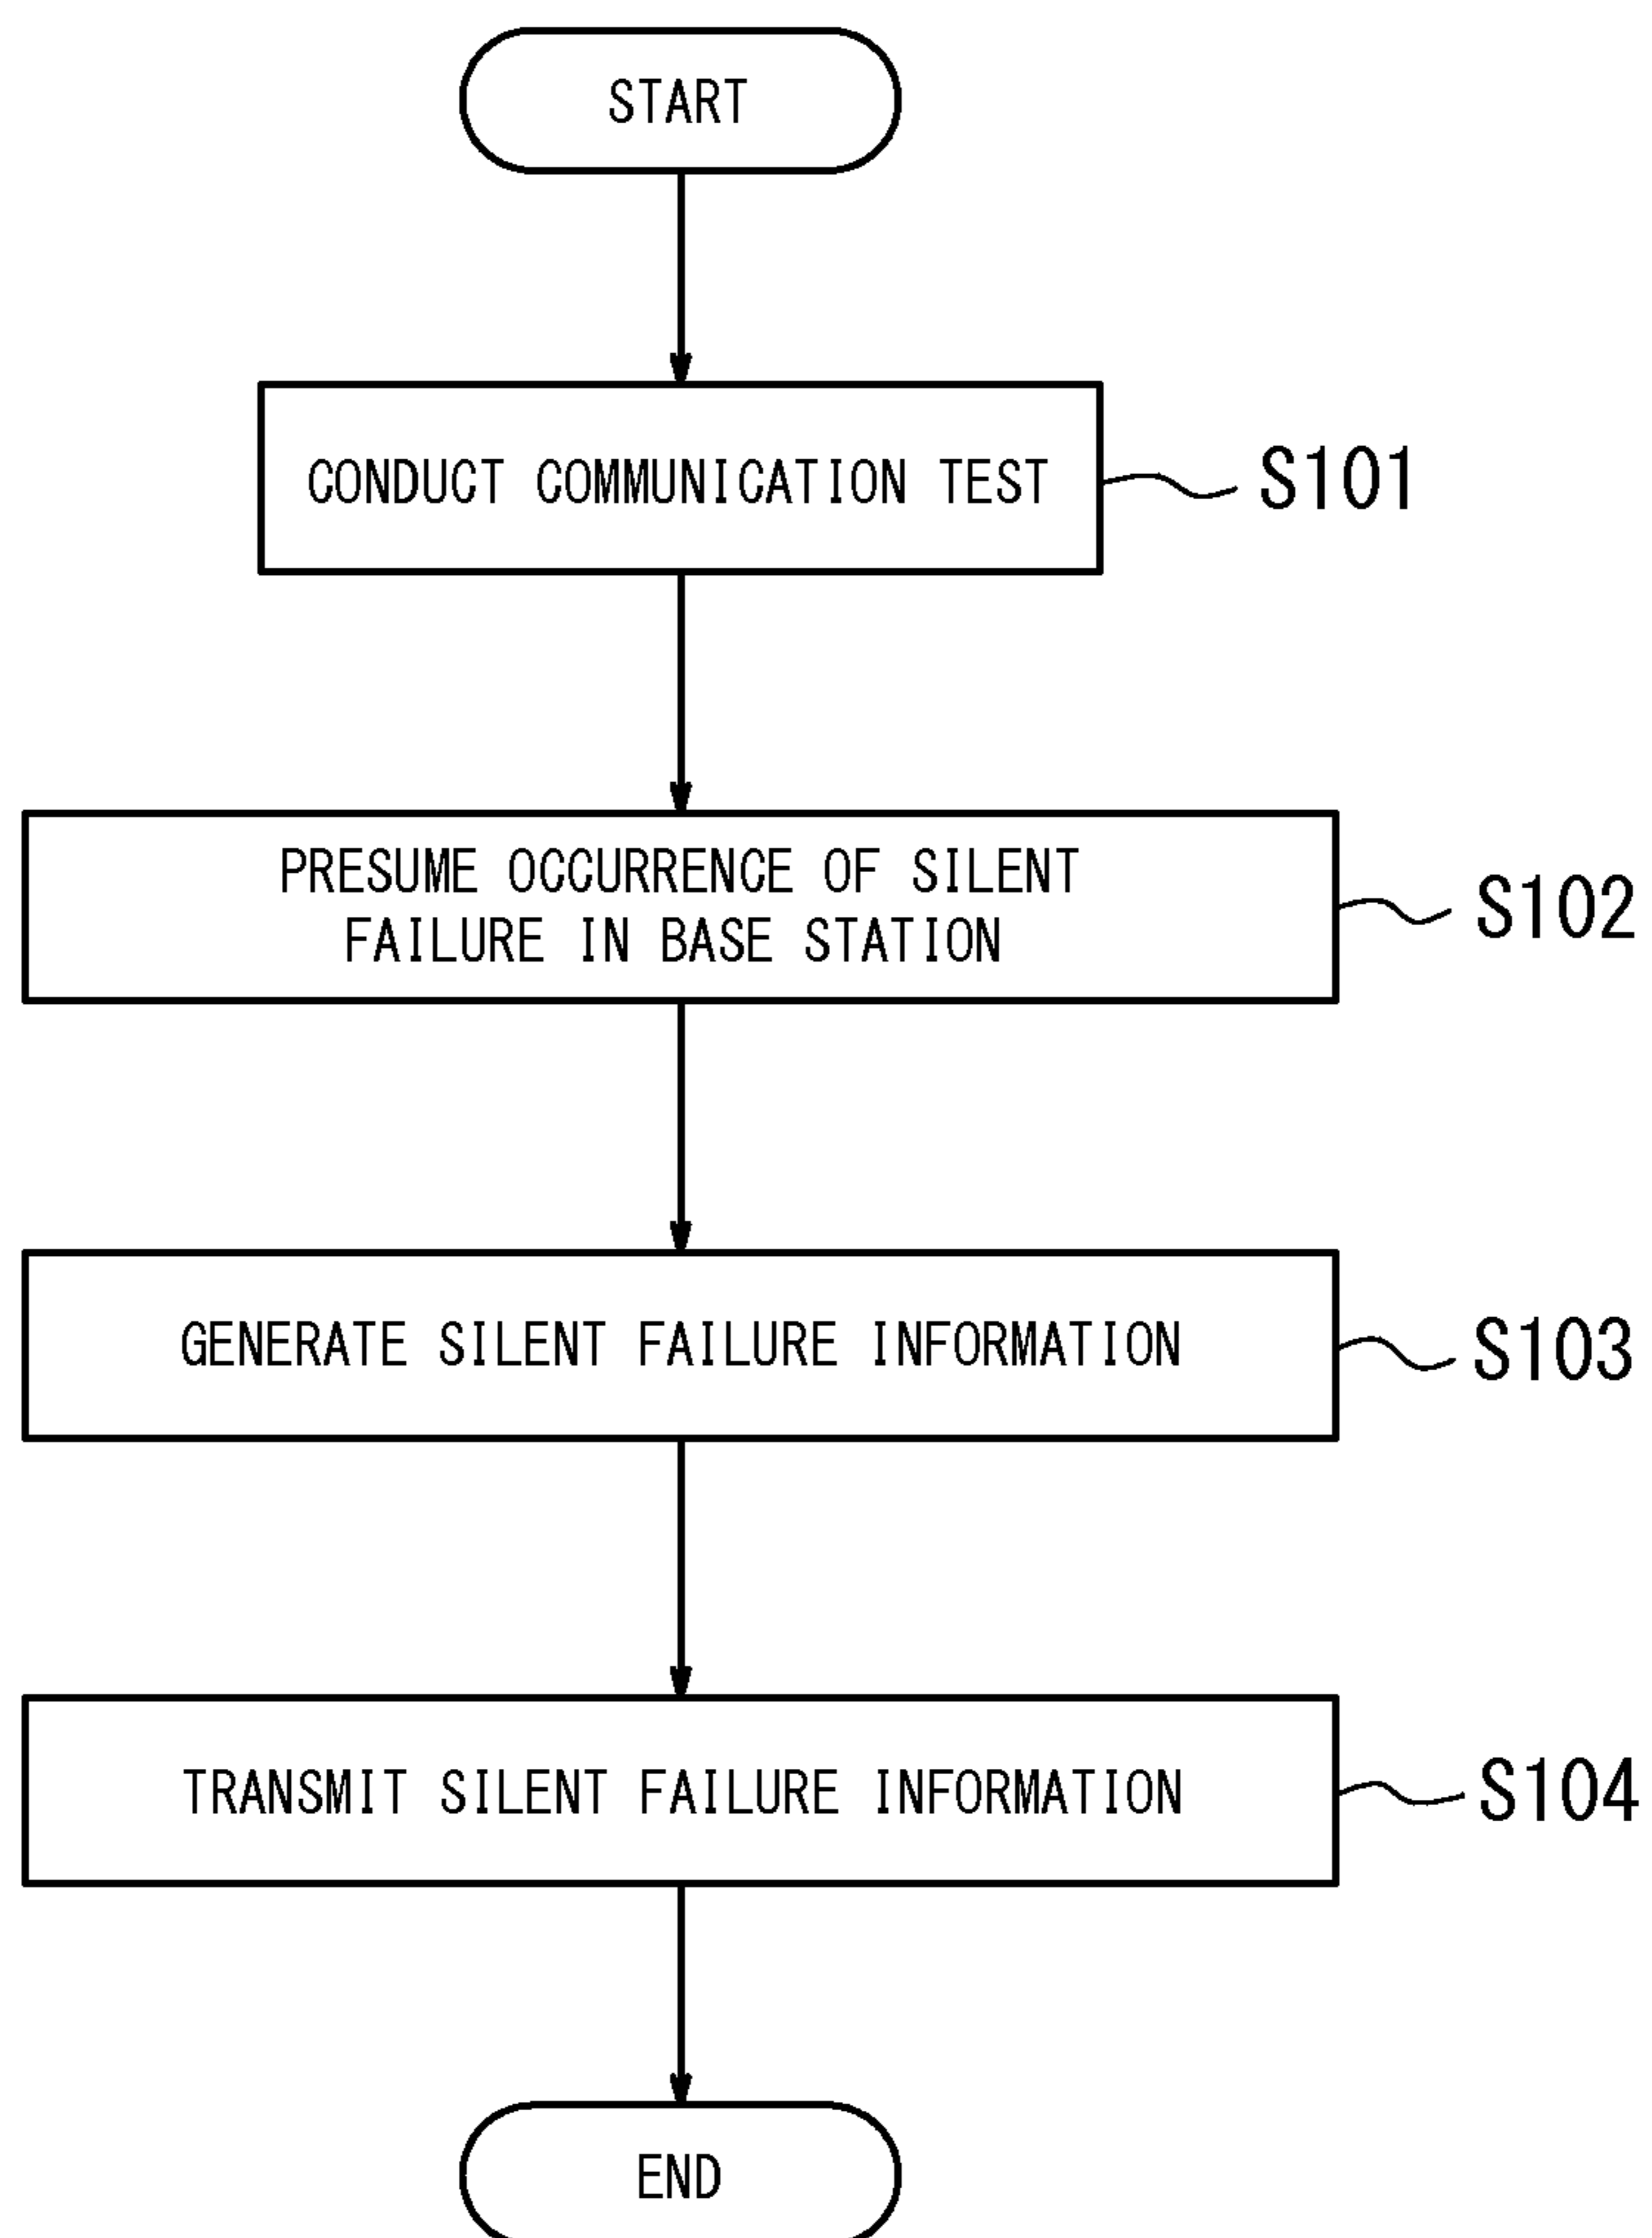 START
CONDUCT COMMUNICATION TEST
S101
PRESUME OCCURRENCE OF SILENT
FAILURE IN BASE STATION
S102
GENERATE SILENT FAILURE INFORMATION
S103
TRANSMIT SILENT FAILURE INFORMATION
S104
END